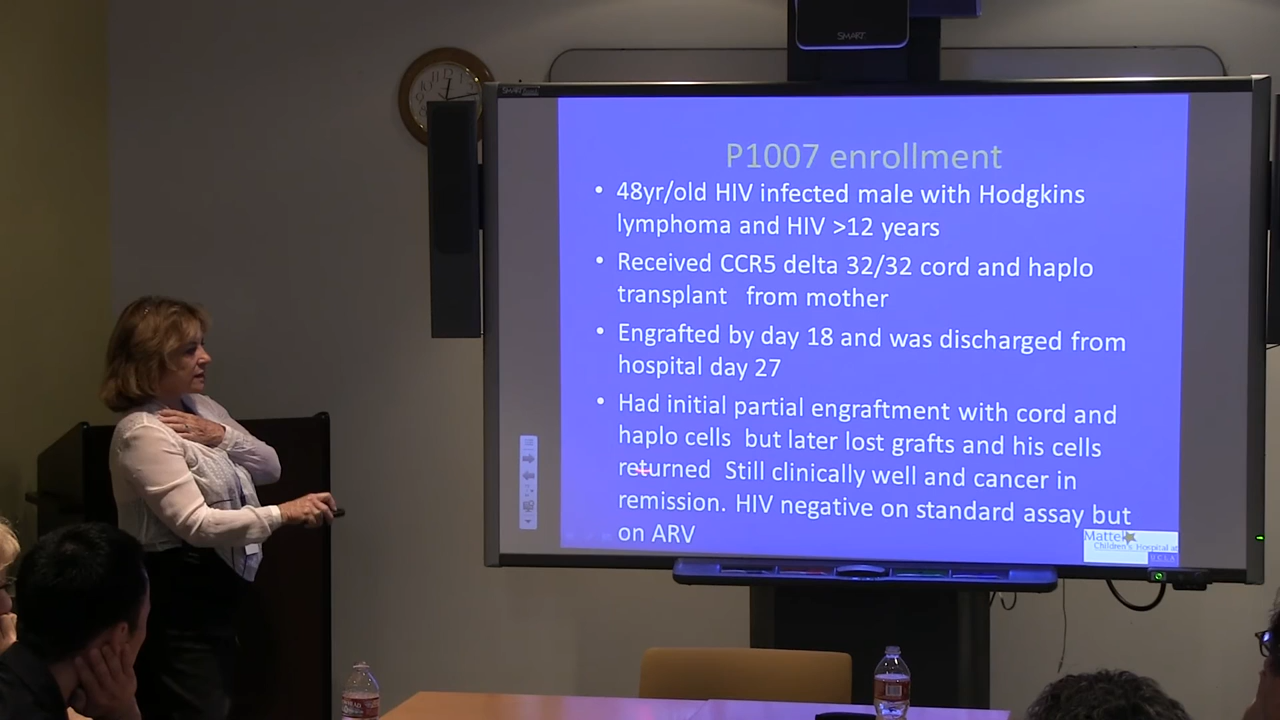 SMART
SMART
P1007 enrollment
• 48yr/old HIV infected male with Hodgkins
lymphoma and HIV >12 years
• Received CCR5 delta 32/32 cord and haplo
transplant from mother
• Engrafted by day 18 and was discharged from
hospital day 27
• Had initial partial engraftment with cord and
haplo cells but later lost grafts and his cells
returned Still clinically well and cancer in
remission. HIV negative on standard assay but
on ARV
Mattel
Children's Hospital at
UCLA